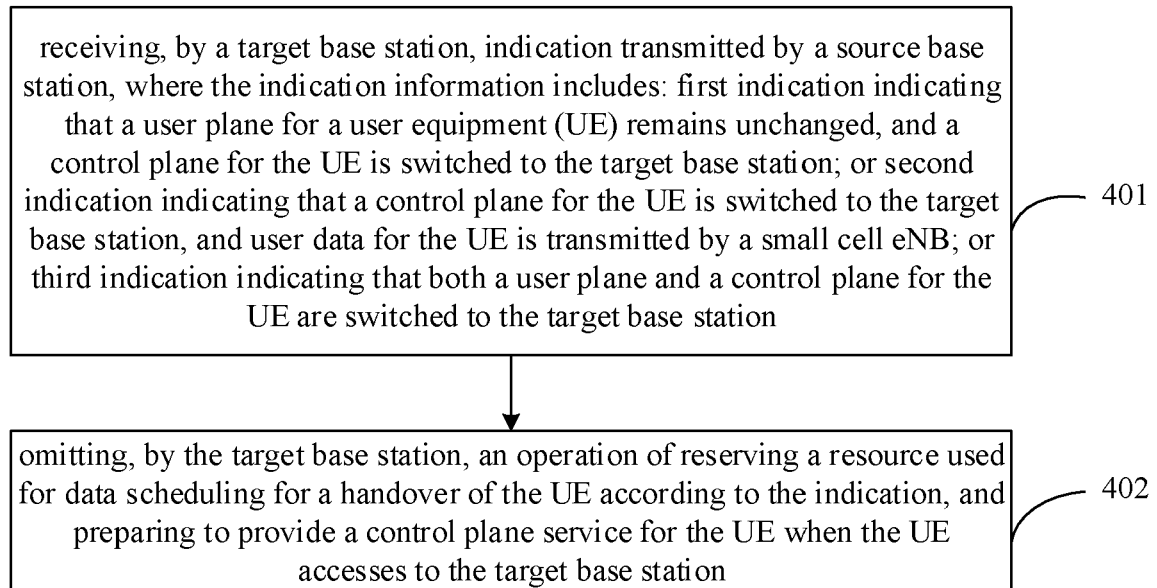 receiving, by a target base station, indication transmitted by a source base
station, where the indication information includes: first indication indicating
that a user plane for a user equipment (UE) remains unchanged, and a
control plane for the UE is switched to the target base station; or second
indication indicating that a control plane for the UE is switched to the target
base station, and user data for the UE is transmitted by a small cell eNB; or
third indication indicating that both a user plane and a control plane for the
UE are switched to the target base station
401
omitting, by the target base station, an operation of reserving a resource used
for data scheduling for a handover of the UE according to the indication, and
preparing to provide a control plane service for the UE when the UE
accesses to the target base station
402